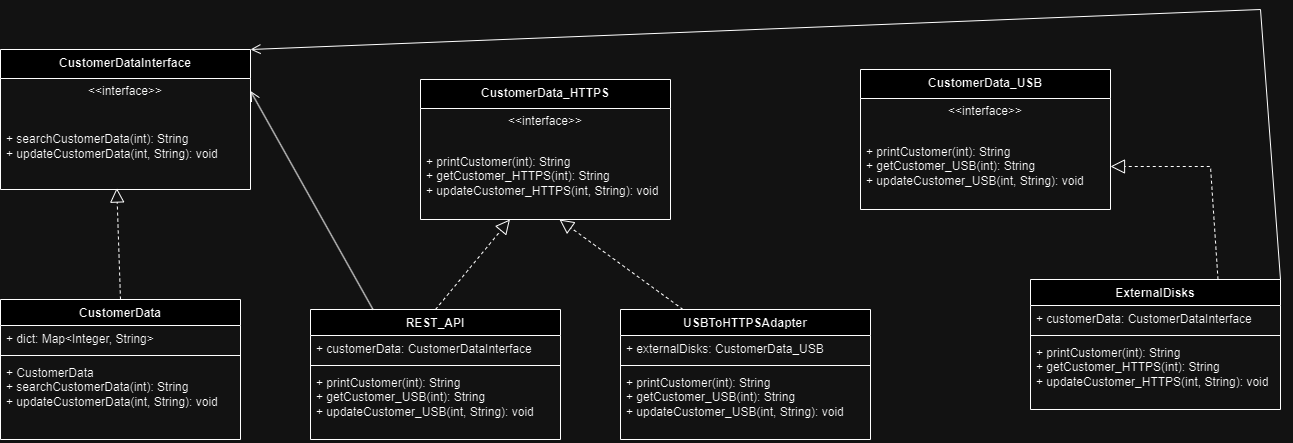 CustomerDataInterface
<<interface>>
+ searchCustomerData(int): String
+ updateCustomerData(int, String): void
CustomerData_HTTPS
<<interface>>
+ printCustomer(int): String
+ getCustomer_HTTPS(int): String
+ updateCustomer_HTTPS(int, String): void
CustomerData_USB
<<interface>>
+ printCustomer(int): String
+ getCustomer_USB(int): String
+ updateCustomer_USB(int, String): void
CustomerData
+ dict: Map<Integer, String>
+ CustomerData
+ searchCustomerData(int): String
+ updateCustomerData(int, String): void
REST_API
+ customerData: CustomerDataInterface
+ printCustomer(int): String
+ getCustomer_USB(int): String
+ updateCustomer_USB(int, String): void
USBToHTTPSAdapter
+ externalDisks: CustomerData_USB
+ printCustomer(int): String
+ getCustomer_USB(int): String
+ updateCustomer_USB(int, String): void
ExternalDisks
+ customerData: CustomerDataInterface
+ printCustomer(int): String
+ getCustomer_HTTPS(int): String
+ updateCustomer_HTTPS(int, String): void